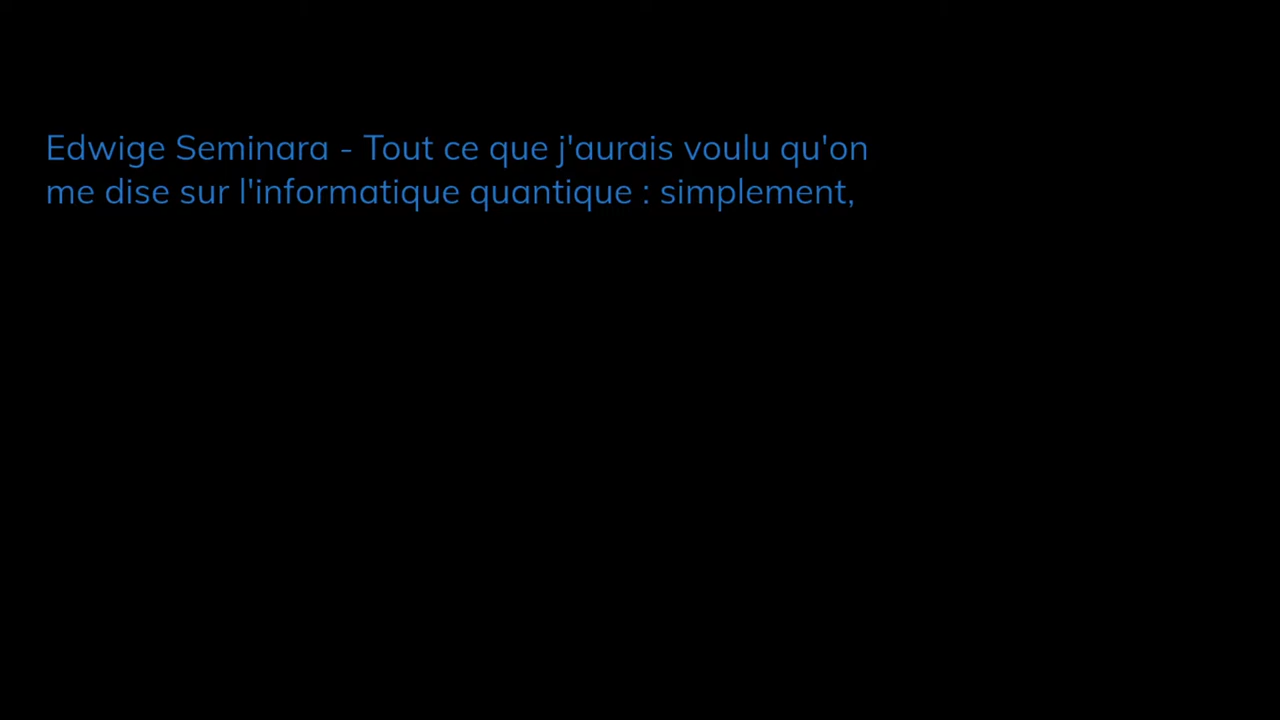 Edwige Seminara - Tout ce que j'aurais voulu qu'on
me dise sur l'informatique quantique : simplement,